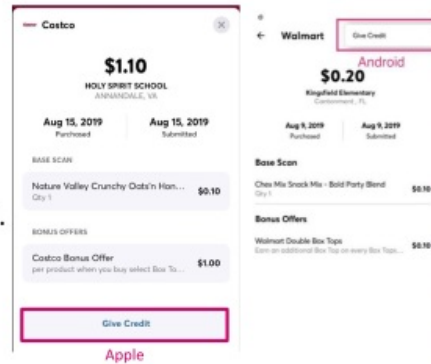 Costco
$1.10
HOLY SPIRIT SCHOOL
ANNANDALE, VA
Aug 15, 2019 Aug 15, 2019
Purchased Submitted
BASE SCAN
Nature Valley Crunchy Oats'n Hon... $0.10
Qty 1
BONUS OFFERS
Costco Bonus Offer $1.00
per product when you buy select Box To...
Give Credit
Apple
Walmart Give Credit
Android
$0.20
Kingsfield Elementary
Cantonment, FL
Aug 9, 2019 Aug 9, 2019
Purchased Submitted
Base Scan
Chex Mix Snack Mix - Bold Party Blend $0.10
Qty 1
Bonus Offers
Walmart Double Box Tops $0.10
Earn an additional Box Top on every Box Tops...